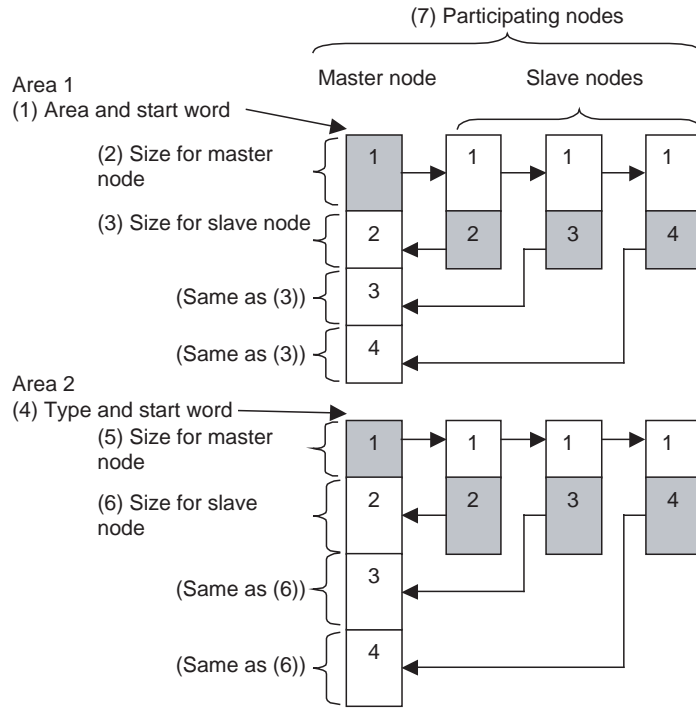 (7) Participating nodes
Master node
Slave nodes
Area 1
(1) Area and start word
(2) Size for master
node
1 1 1 1
(3) Size for slave node
2 2 3 4
(Same as (3))
3
(Same as (3))
4
Area 2
(4) Type and start word
(5) Size for master
node
1 1 1 1
(6) Size for slave
node
2 2 3 4
(Same as (6))
3
(Same as (6))
4